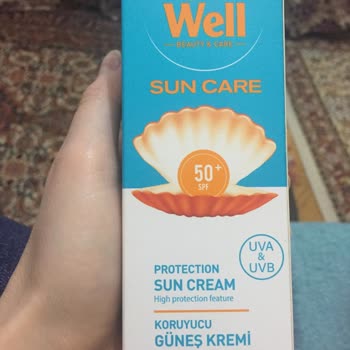 Well
BEAUTY & CARE
SUN CARE
50+
SPF
UVA
&
UVB
PROTECTION
SUN CREAM
High protection feature
KORUYUCU
GÜNEŞ KREMİ